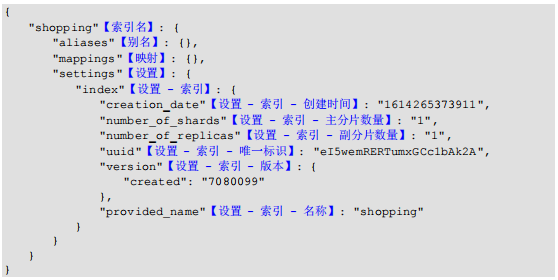 {
"shopping"【索引名】: {
"aliases"【别名】: {},
"mappings"【映射】: {},
"settings"【设置】: {
"index"【设置 - 索引】: {
"creation_date"【设置 - 索引 - 创建时间】: "1614265373911",
"number_of_shards"【设置 - 索引 - 主分片数量】: "1",
"number_of_replicas"【设置 - 索引 - 副分片数量】: "1",
"uuid"【设置 - 索引 - 唯一标识】: "eI5wemRERTumxGCc1bAk2A",
"version"【设置 - 索引 - 版本】: {
"created": "7080099"
},
"provided_name"【设置 - 索引 - 名称】: "shopping"
}
}
}
}